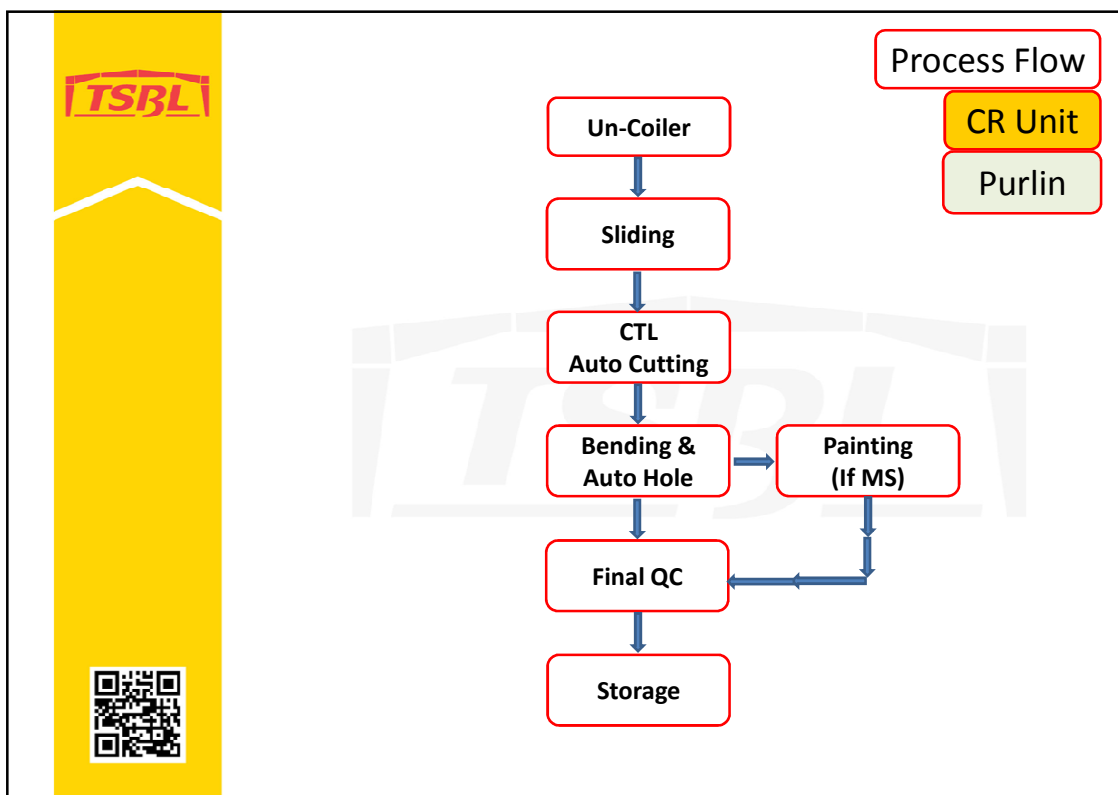 TSBL
Process Flow
CR Unit
Purlin
Un-Coiler
Sliding
CTL
Auto Cutting
Bending &
Auto Hole
Painting
(If MS)
Final QC
Storage
TSBL